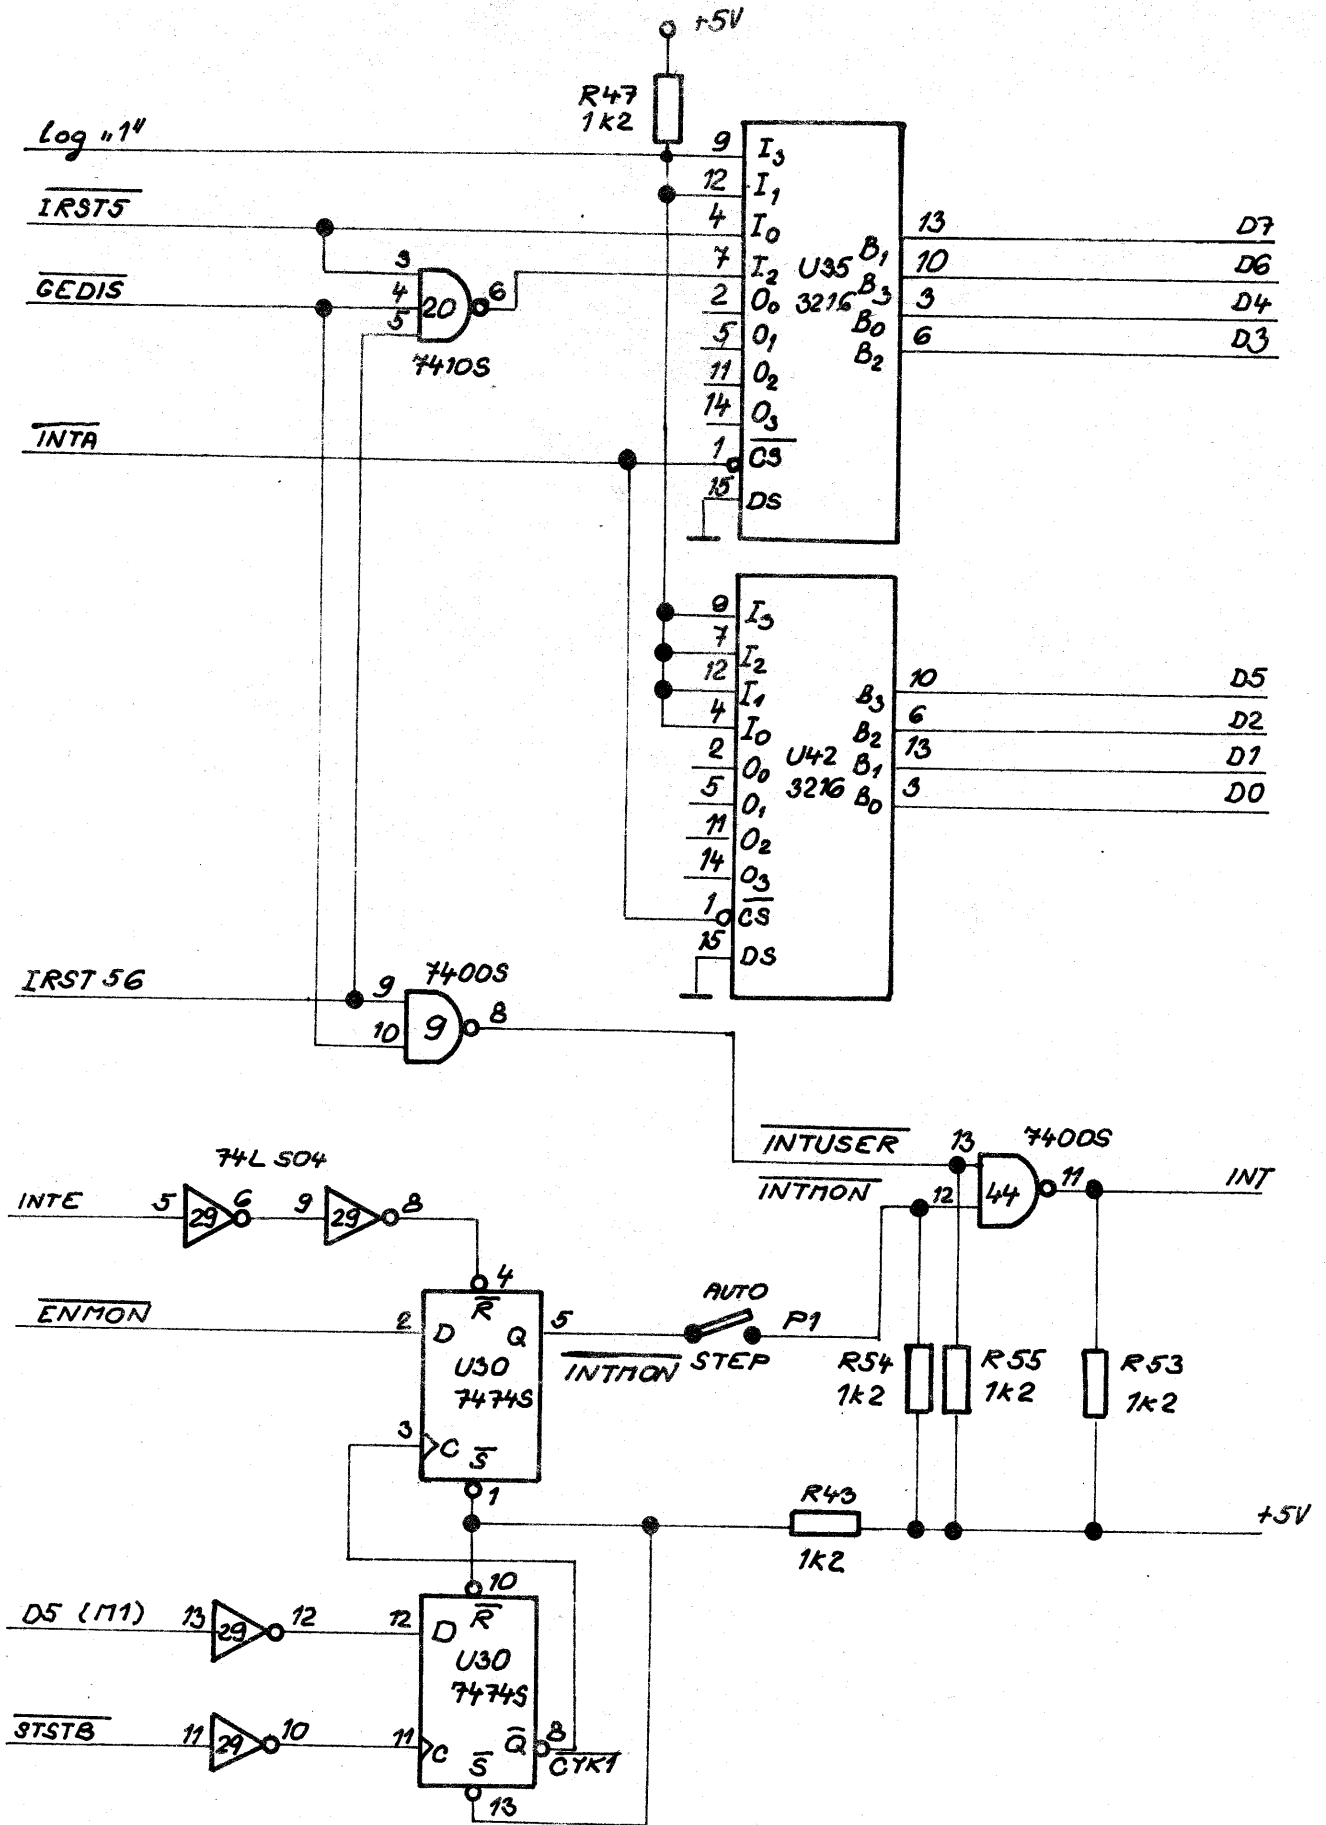 +5V
R47
1k2
log „1"
9 I3
12 I1
IRST5
4 I0
7 I2
U35
3216
B1 13 D7
B3 10 D6
B0 3 D4
B2 6 D3
GEDIS
3
4
5
20
6
7410S
2 O0
5 O1
11 O2
14 O3
INTA
1 CS
15 DS
9 I3
7 I2
12 I1
4 I0
2 O0
5 O1
11 O2
14 O3
1 CS
15 DS
U42
3216
B3 10 D5
B2 6 D2
B1 13 D1
B0 3 D0
IRST 56
7400S
9
10
9
8
INTUSER
13
7400S
INTMON
12
44
11
INT
74LS04
INTE
5
29
6
9
29
8
4
R
ENMON
2
D
Q
5
U30
7474S
3
C
S
1
INTMON
AUTO
STEP
P1
R54
1k2
R55
1k2
R53
1k2
R43
1k2
+5V
D5 (M1)
13
29
12
12
D
10
R
U30
7474S
STSTB
11
29
10
11
C
S
Q
8
CYK1
13